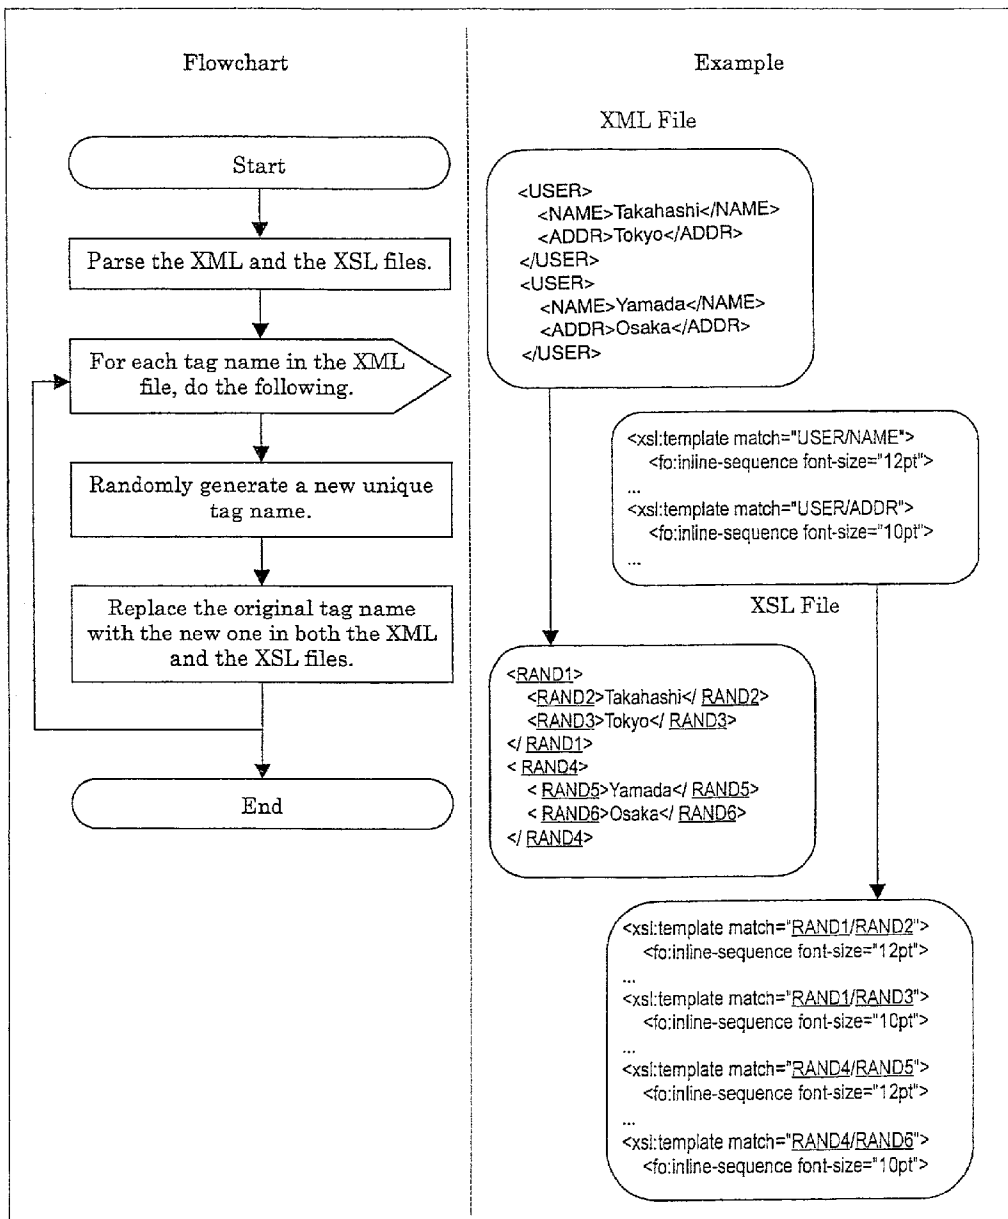 Flowchart
Start
Parse the XML and the XSL files.
For each tag name in the XML
file, do the following.
Randomly generate a new unique
tag name.
Replace the original tag name
with the new one in both the XML
and the XSL files.
End
Example
XML File
<USER>
<NAME>Takahashi</NAME>
<ADDR>Tokyo</ADDR>
</USER>
<USER>
<NAME>Yamada</NAME>
<ADDR>Osaka</ADDR>
</USER>
<xsl:template match="USER/NAME">
<fo:inline-sequence font-size="12pt">
...
<xsl:template match="USER/ADDR">
<fo:inline-sequence font-size="10pt">
...
XSL File
<RAND1>
<RAND2>Takahashi</ RAND2>
<RAND3>Tokyo</ RAND3>
</ RAND1>
< RAND4>
< RAND5>Yamada</ RAND5>
< RAND6>Osaka</ RAND6>
</ RAND4>
<xsl:template match="RAND1/RAND2">
<fo:inline-sequence font-size="12pt">
...
<xsl:template match="RAND1/RAND3">
<fo:inline-sequence font-size="10pt">
...
<xsl:template match="RAND4/RAND5">
<fo:inline-sequence font-size="12pt">
...
<xsl:template match="RAND4/RAND6">
<fo:inline-sequence font-size="10pt">